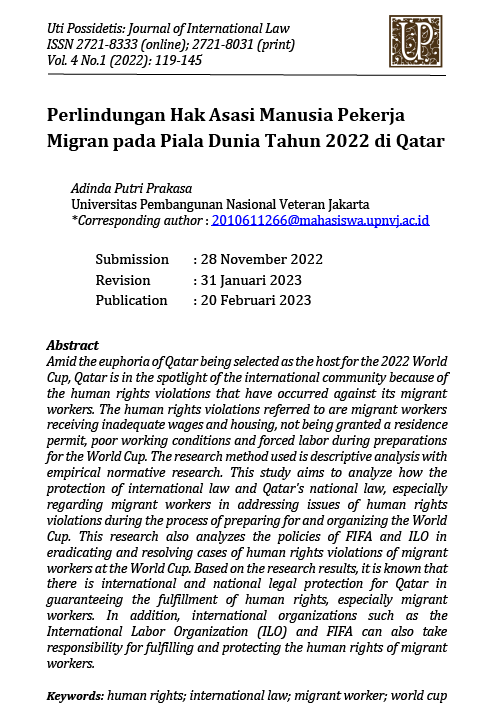 Uti Possidetis: Journal of International Law
ISSN 2721-8333 (online); 2721-8031 (print)
Vol. 4 No.1 (2022): 119-145
UP
Perlindungan Hak Asasi Manusia Pekerja
Migran pada Piala Dunia Tahun 2022 di Qatar
Adinda Putri Prakasa
Universitas Pembangunan Nasional Veteran Jakarta
*Corresponding author : 2010611266@mahasiswa.upnvj.ac.id
Submission : 28 November 2022
Revision : 31 Januari 2023
Publication : 20 Februari 2023
Abstract
Amid the euphoria of Qatar being selected as the host for the 2022 World
Cup, Qatar is in the spotlight of the international community because of
the human rights violations that have occurred against its migrant
workers. The human rights violations referred to are migrant workers
receiving inadequate wages and housing, not being granted a residence
permit, poor working conditions and forced labor during preparations
for the World Cup. The research method used is descriptive analysis with
empirical normative research. This study aims to analyze how the
protection of international law and Qatar's national law, especially
regarding migrant workers in addressing issues of human rights
violations during the process of preparing for and organizing the World
Cup. This research also analyzes the policies of FIFA and ILO in
eradicating and resolving cases of human rights violations of migrant
workers at the World Cup. Based on the research results, it is known that
there is international and national legal protection for Qatar in
guaranteeing the fulfillment of human rights, especially migrant
workers. In addition, international organizations such as the
International Labor Organization (ILO) and FIFA can also take
responsibility for fulfilling and protecting the human rights of migrant
workers.
Keywords: human rights; international law; migrant worker; world cup